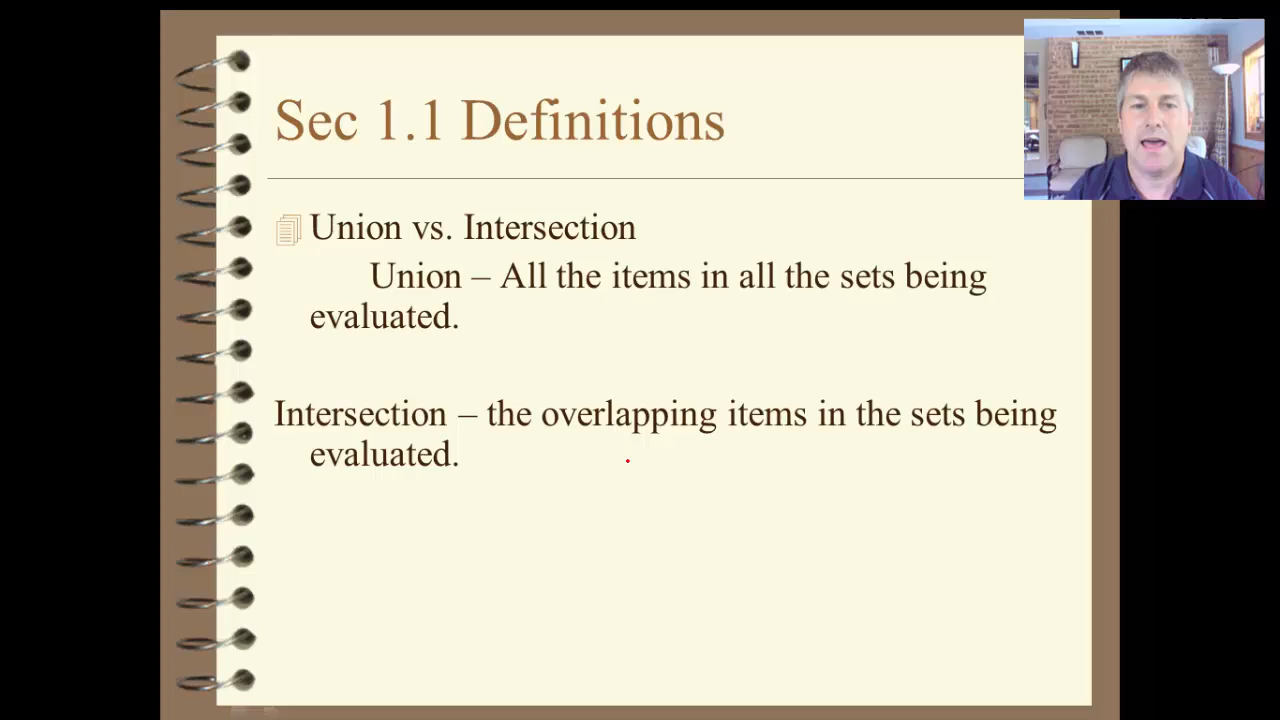 Sec 1.1 Definitions
Union vs. Intersection
Union – All the items in all the sets being
evaluated.
Intersection – the overlapping items in the sets being
evaluated.